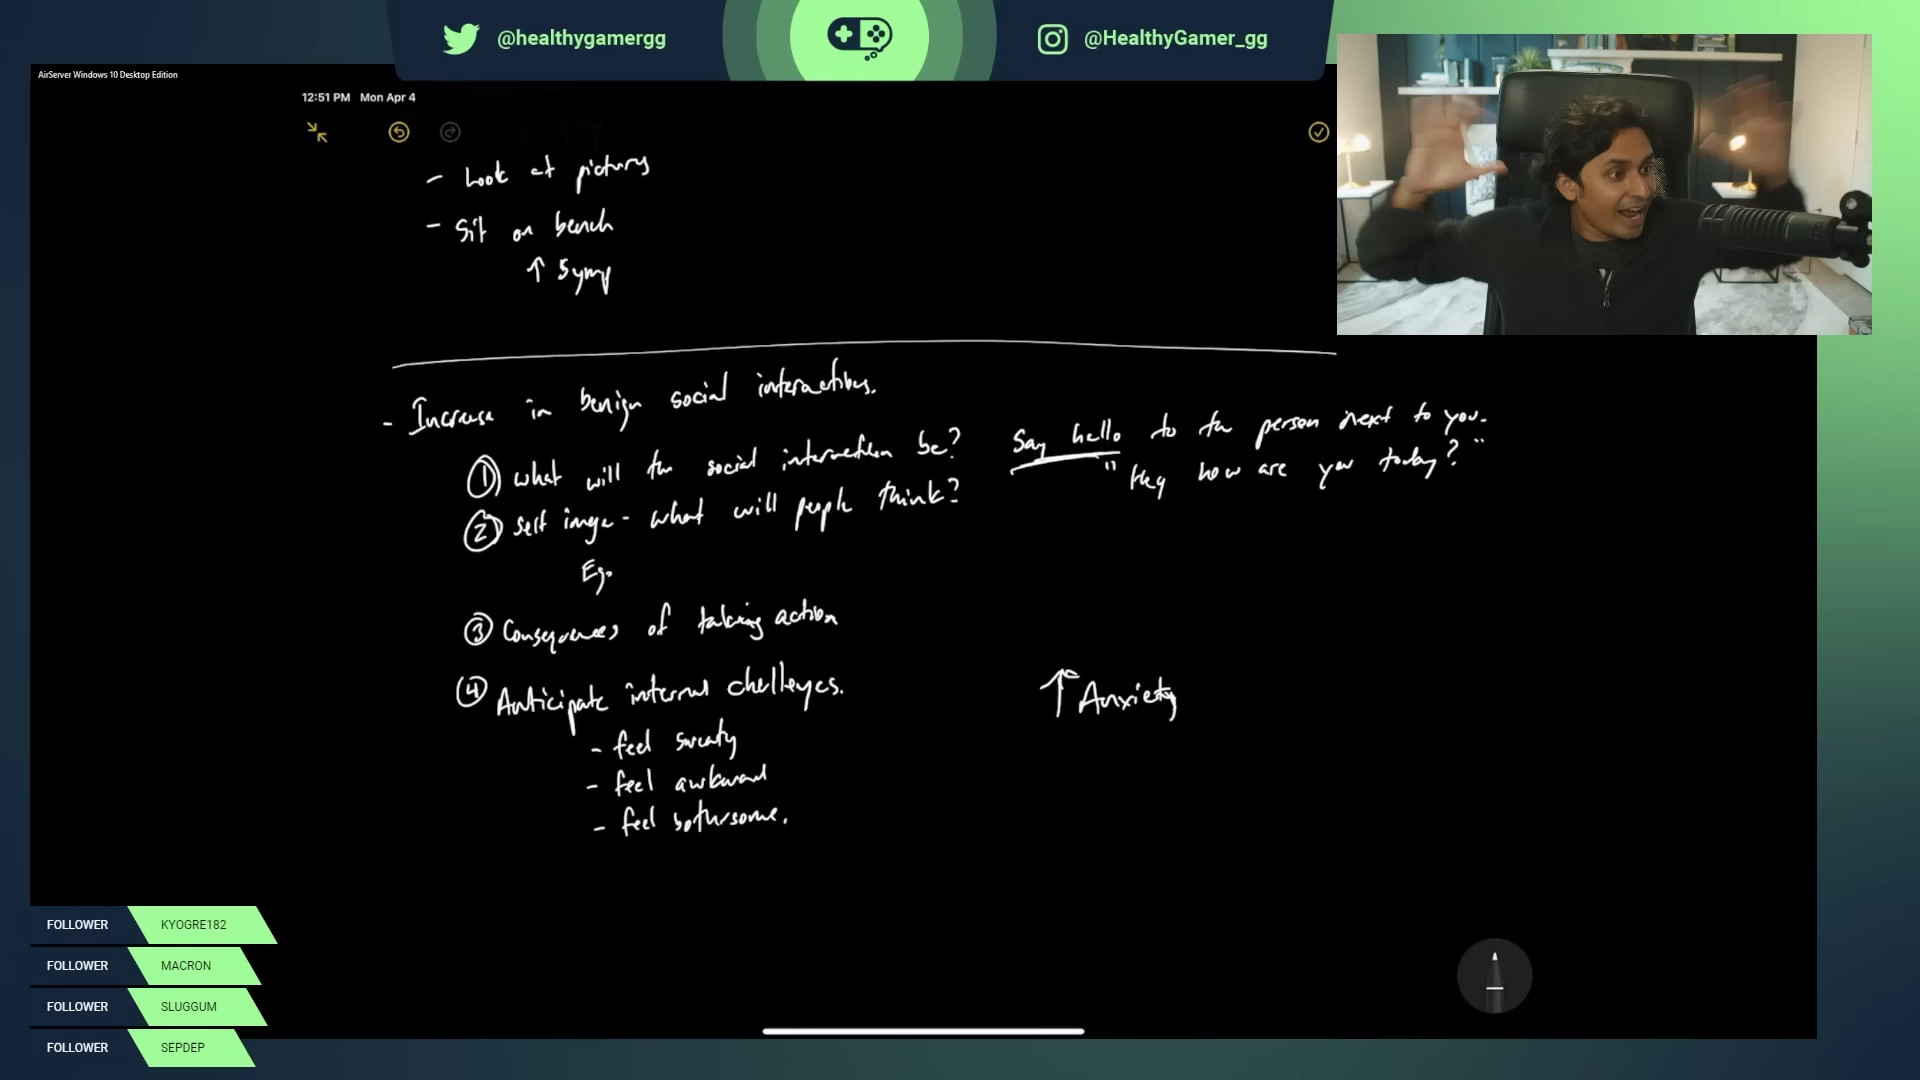 @healthygamergg
@HealthyGamer_gg
AirServer Windows 10 Desktop Edition
12:51 PM Mon Apr 4
- Look at pictures
- Sit on bench
↑ Symp
- Increase in benign social interactions.
① What will the social interaction be? Say hello to the person next to you.
"Hey how are you today?"
② Self image - what will people think?
Eg.
③ Consequences of taking action
④ Anticipate internal challenges.
↑ Anxiety
- feel sweaty
- feel awkward
- feel bothersome.
FOLLOWER KYOGRE182
FOLLOWER MACRON
FOLLOWER SLUGGUM
FOLLOWER SEPDEP